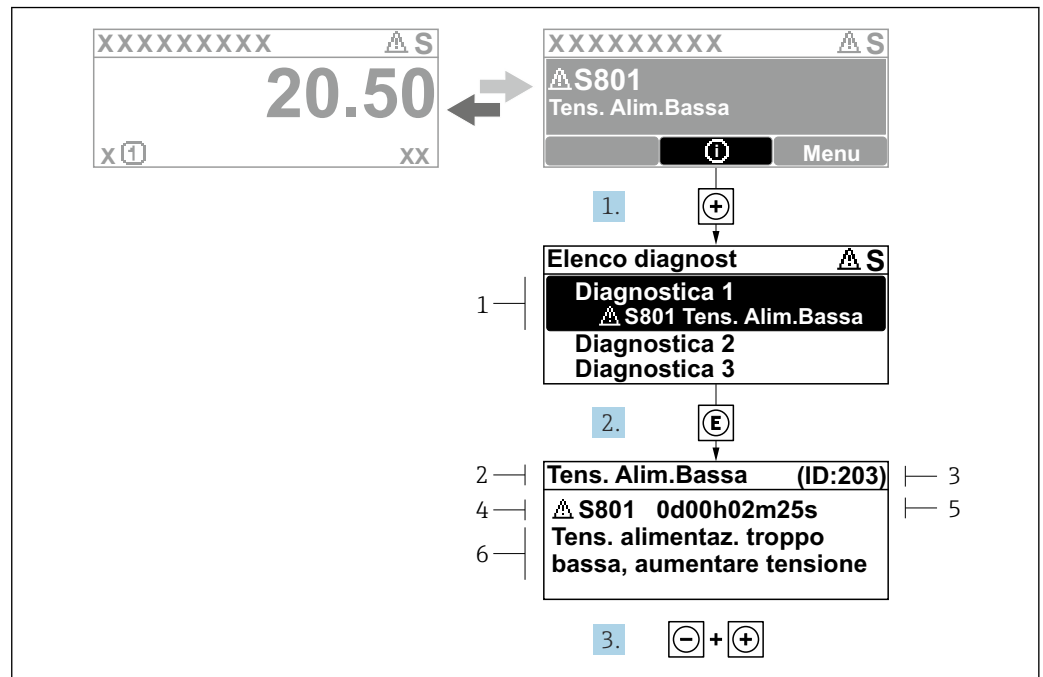 XXXXXXXXX ⚠ S
20.50
x ① xx
XXXXXXXXX ⚠ S
⚠ S801
Tens. Alim.Bassa
ⓘ Menu
1. +
Elenco diagnost ⚠ S
1
Diagnostica 1
⚠ S801 Tens. Alim.Bassa
Diagnostica 2
Diagnostica 3
2. E
2 Tens. Alim.Bassa (ID:203) 3
4 ⚠ S801 0d00h02m25s 5
6
Tens. alimentaz. troppo
bassa, aumentare tensione
3. - + +